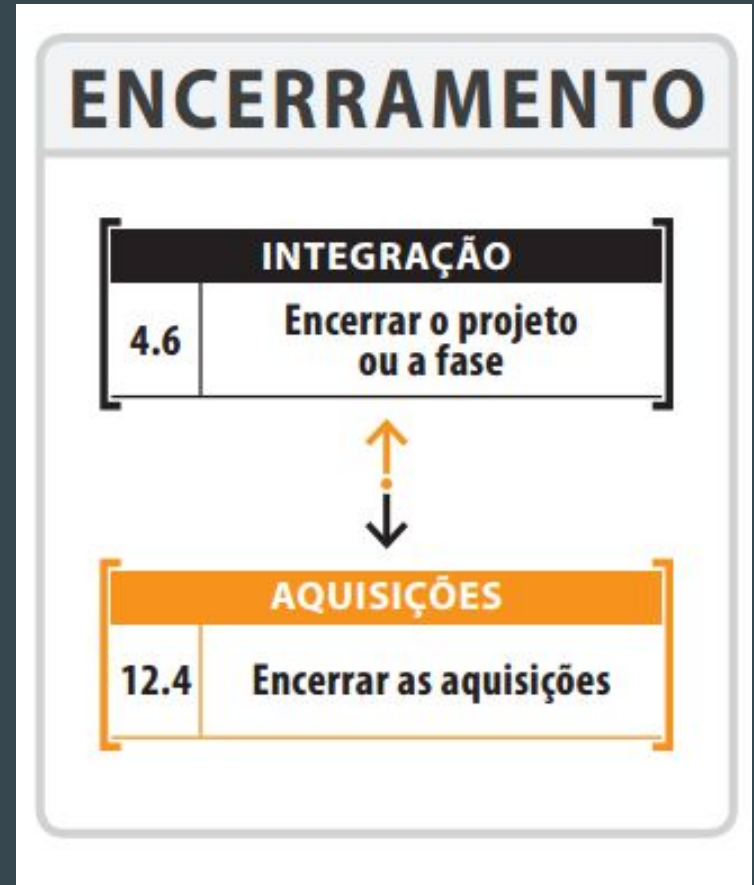 ENCERRAMENTO
INTEGRAÇÃO
4.6
Encerrar o projeto
ou a fase
AQUISIÇÕES
12.4
Encerrar as aquisições